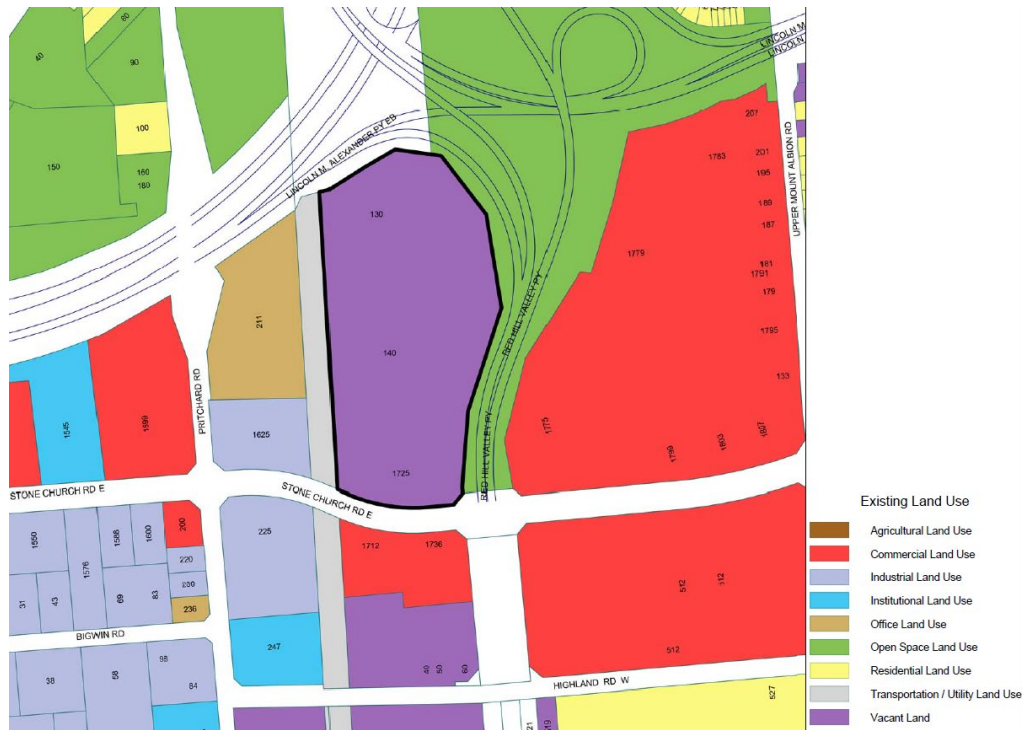 60
40
90
100
150
160
180
LINCOLN M
LINCOLN
207
1783
201
195
189
187
UPPER MOUNT ALBION RD
LINCOLN M. ALEXANDER PY EB
130
1779
181
1791
179
211
140
RED HILL VALLEY PY
1795
133
1545
1599
PRITCHARD RD
1625
1725
RED HILL VALLEY PY
1775
1799
1803
1807
STONE CHURCH RD E
STONE CHURCH RD E
Existing Land Use
Agricultural Land Use
Commercial Land Use
Industrial Land Use
Institutional Land Use
Office Land Use
Open Space Land Use
Residential Land Use
Transportation / Utility Land Use
Vacant Land
1550
1576
1586
1600
200
220
250
236
225
1712
1736
512
512
31
43
69
83
BIGWIN RD
247
512
38
58
98
84
40
50
60
HIGHLAND RD W
527
21